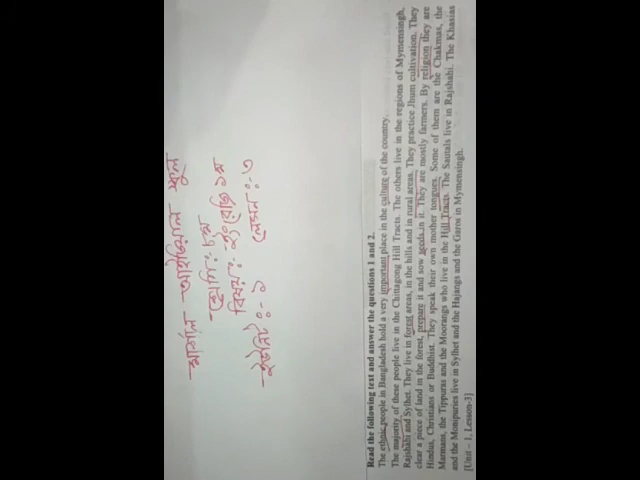 আইডিয়াল স্কুল
শ্রেণি :- ৮ম
বিষয় :- ইংরেজি ১ম
ইউনিট :- ১ লেসন :- ৩
Read the following text and answer the questions 1 and 2.
The ethnic people in Bangladesh hold a very important place in the culture of the country.
The majority of these people live in the Chittagong Hill Tracts. The others live in the regions of Mymensingh,
Rajshahi and Sylhet. They live in forest areas, in the hills and in rural areas. They practice Jhum cultivation. They
clear a piece of land in the forest, prepare it and sow seeds in it. They are mostly farmers. By religion they are
Hindus, Christians or Buddhist. They speak their own mother tongues. Some of them are the Chakmas, the
Marmans, the Tippuras and the Moorangs who live in the Hill Tracts. The Santals live in Rajshahi. The Khasias
and the Monipuries live in Sylhet and the Hajangs and the Garos in Mymensingh.
[Unit – 1, Lesson-3]